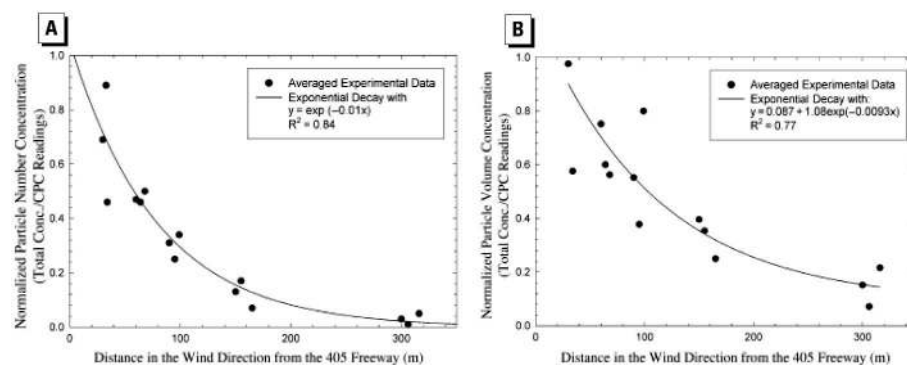 A
Normalized Particle Number Concentration
(Total Conc./CPC Readings)
1.0
0.8
0.6
0.4
0.2
0.0
Averaged Experimental Data
Exponential Decay with
y = exp (–0.01x)
R² = 0.84
0
100
200
300
Distance in the Wind Direction from the 405 Freeway (m)
B
Normalized Particle Volume Concentration
(Total Conc./CPC Readings)
1.0
0.8
0.6
0.4
0.2
0.0
Averaged Experimental Data
Exponential Decay with:
y = 0.087 + 1.08exp(–0.0093x)
R² = 0.77
0
100
200
300
Distance in the Wind Direction from the 405 Freeway (m)